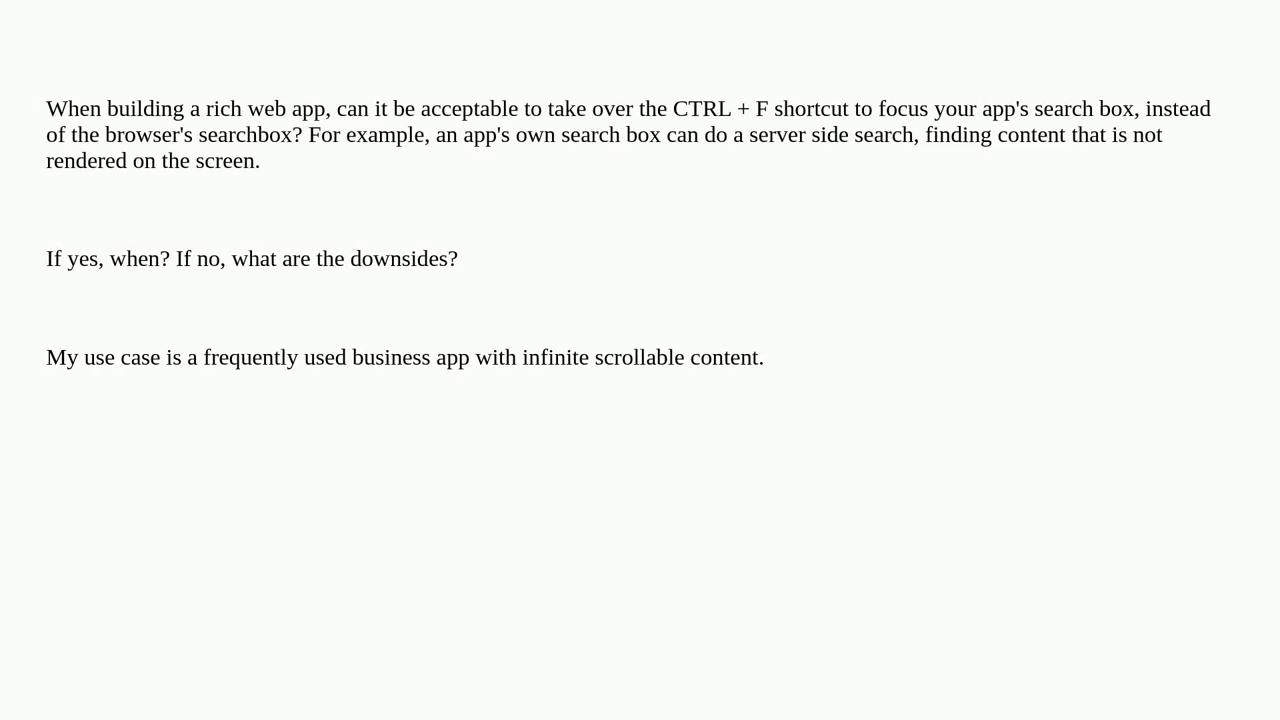 When building a rich web app, can it be acceptable to take over the CTRL + F shortcut to focus your app's search box, instead
of the browser's searchbox? For example, an app's own search box can do a server side search, finding content that is not
rendered on the screen.
If yes, when? If no, what are the downsides?
My use case is a frequently used business app with infinite scrollable content.